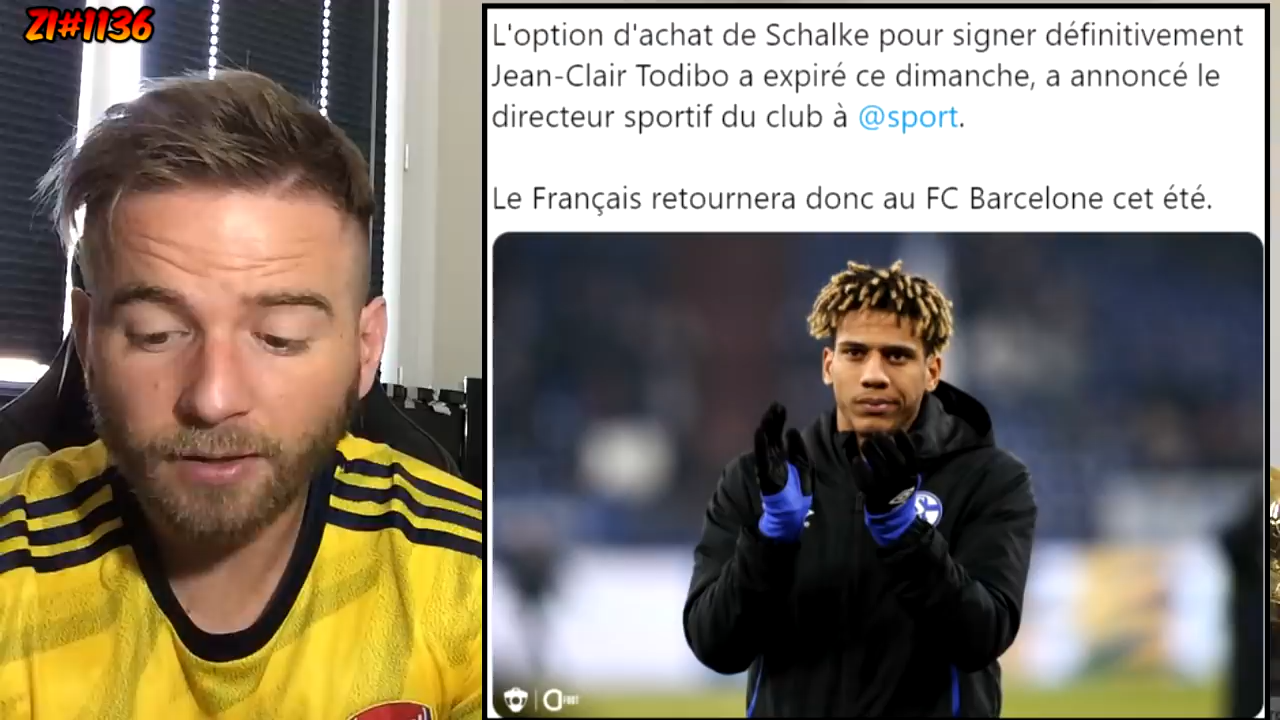 ZI#1136
L'option d'achat de Schalke pour signer définitivement
Jean-Clair Todibo a expiré ce dimanche, a annoncé le
directeur sportif du club à @sport.
Le Français retournera donc au FC Barcelone cet été.
FOOT